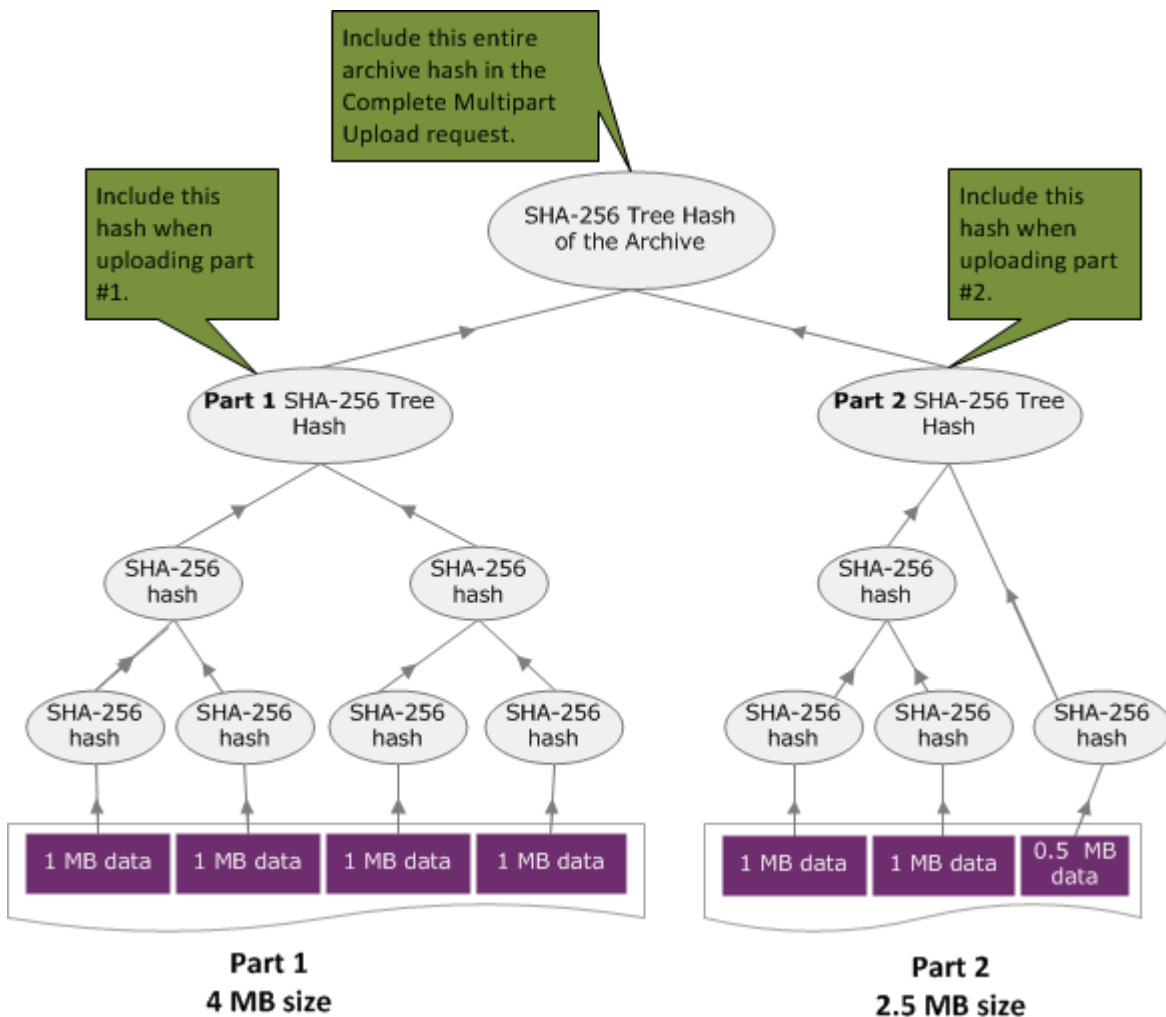 Include this entire
archive hash in the
Complete Multipart
Upload request.
Include this
hash when
uploading part
#1.
SHA-256 Tree Hash
of the Archive
Include this
hash when
uploading part
#2.
Part 1 SHA-256 Tree
Hash
Part 2 SHA-256 Tree
Hash
SHA-256
hash
SHA-256
hash
SHA-256
hash
SHA-256
hash
SHA-256
hash
SHA-256
hash
SHA-256
hash
SHA-256
hash
SHA-256
hash
SHA-256
hash
1 MB data
1 MB data
1 MB data
1 MB data
1 MB data
1 MB data
0.5 MB
data
Part 1
4 MB size
Part 2
2.5 MB size